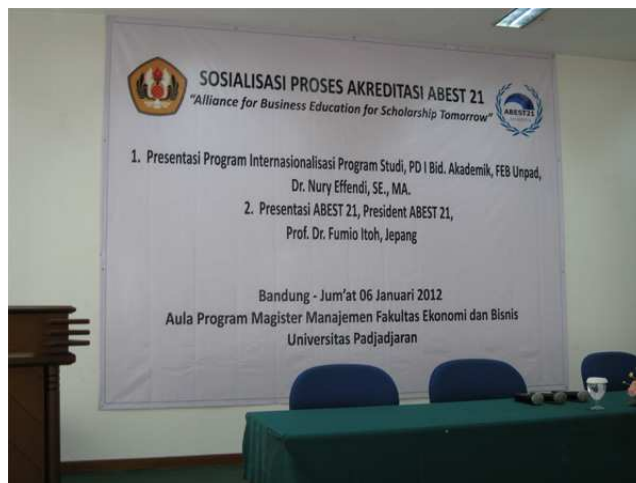 SOSIALISASI PROSES AKREDITASI ABEST 21
"Alliance for Business Education for Scholarship Tomorrow"
ABEST21
1. Presentasi Program Internasionalisasi Program Studi, PD I Bid. Akademik, FEB Unpad,
Dr. Nury Effendi, SE., MA.
2. Presentasi ABEST 21, President ABEST 21,
Prof. Dr. Fumio Itoh, Jepang
Bandung - Jum'at 06 Januari 2012
Aula Program Magister Manajemen Fakultas Ekonomi dan Bisnis
Universitas Padjadjaran